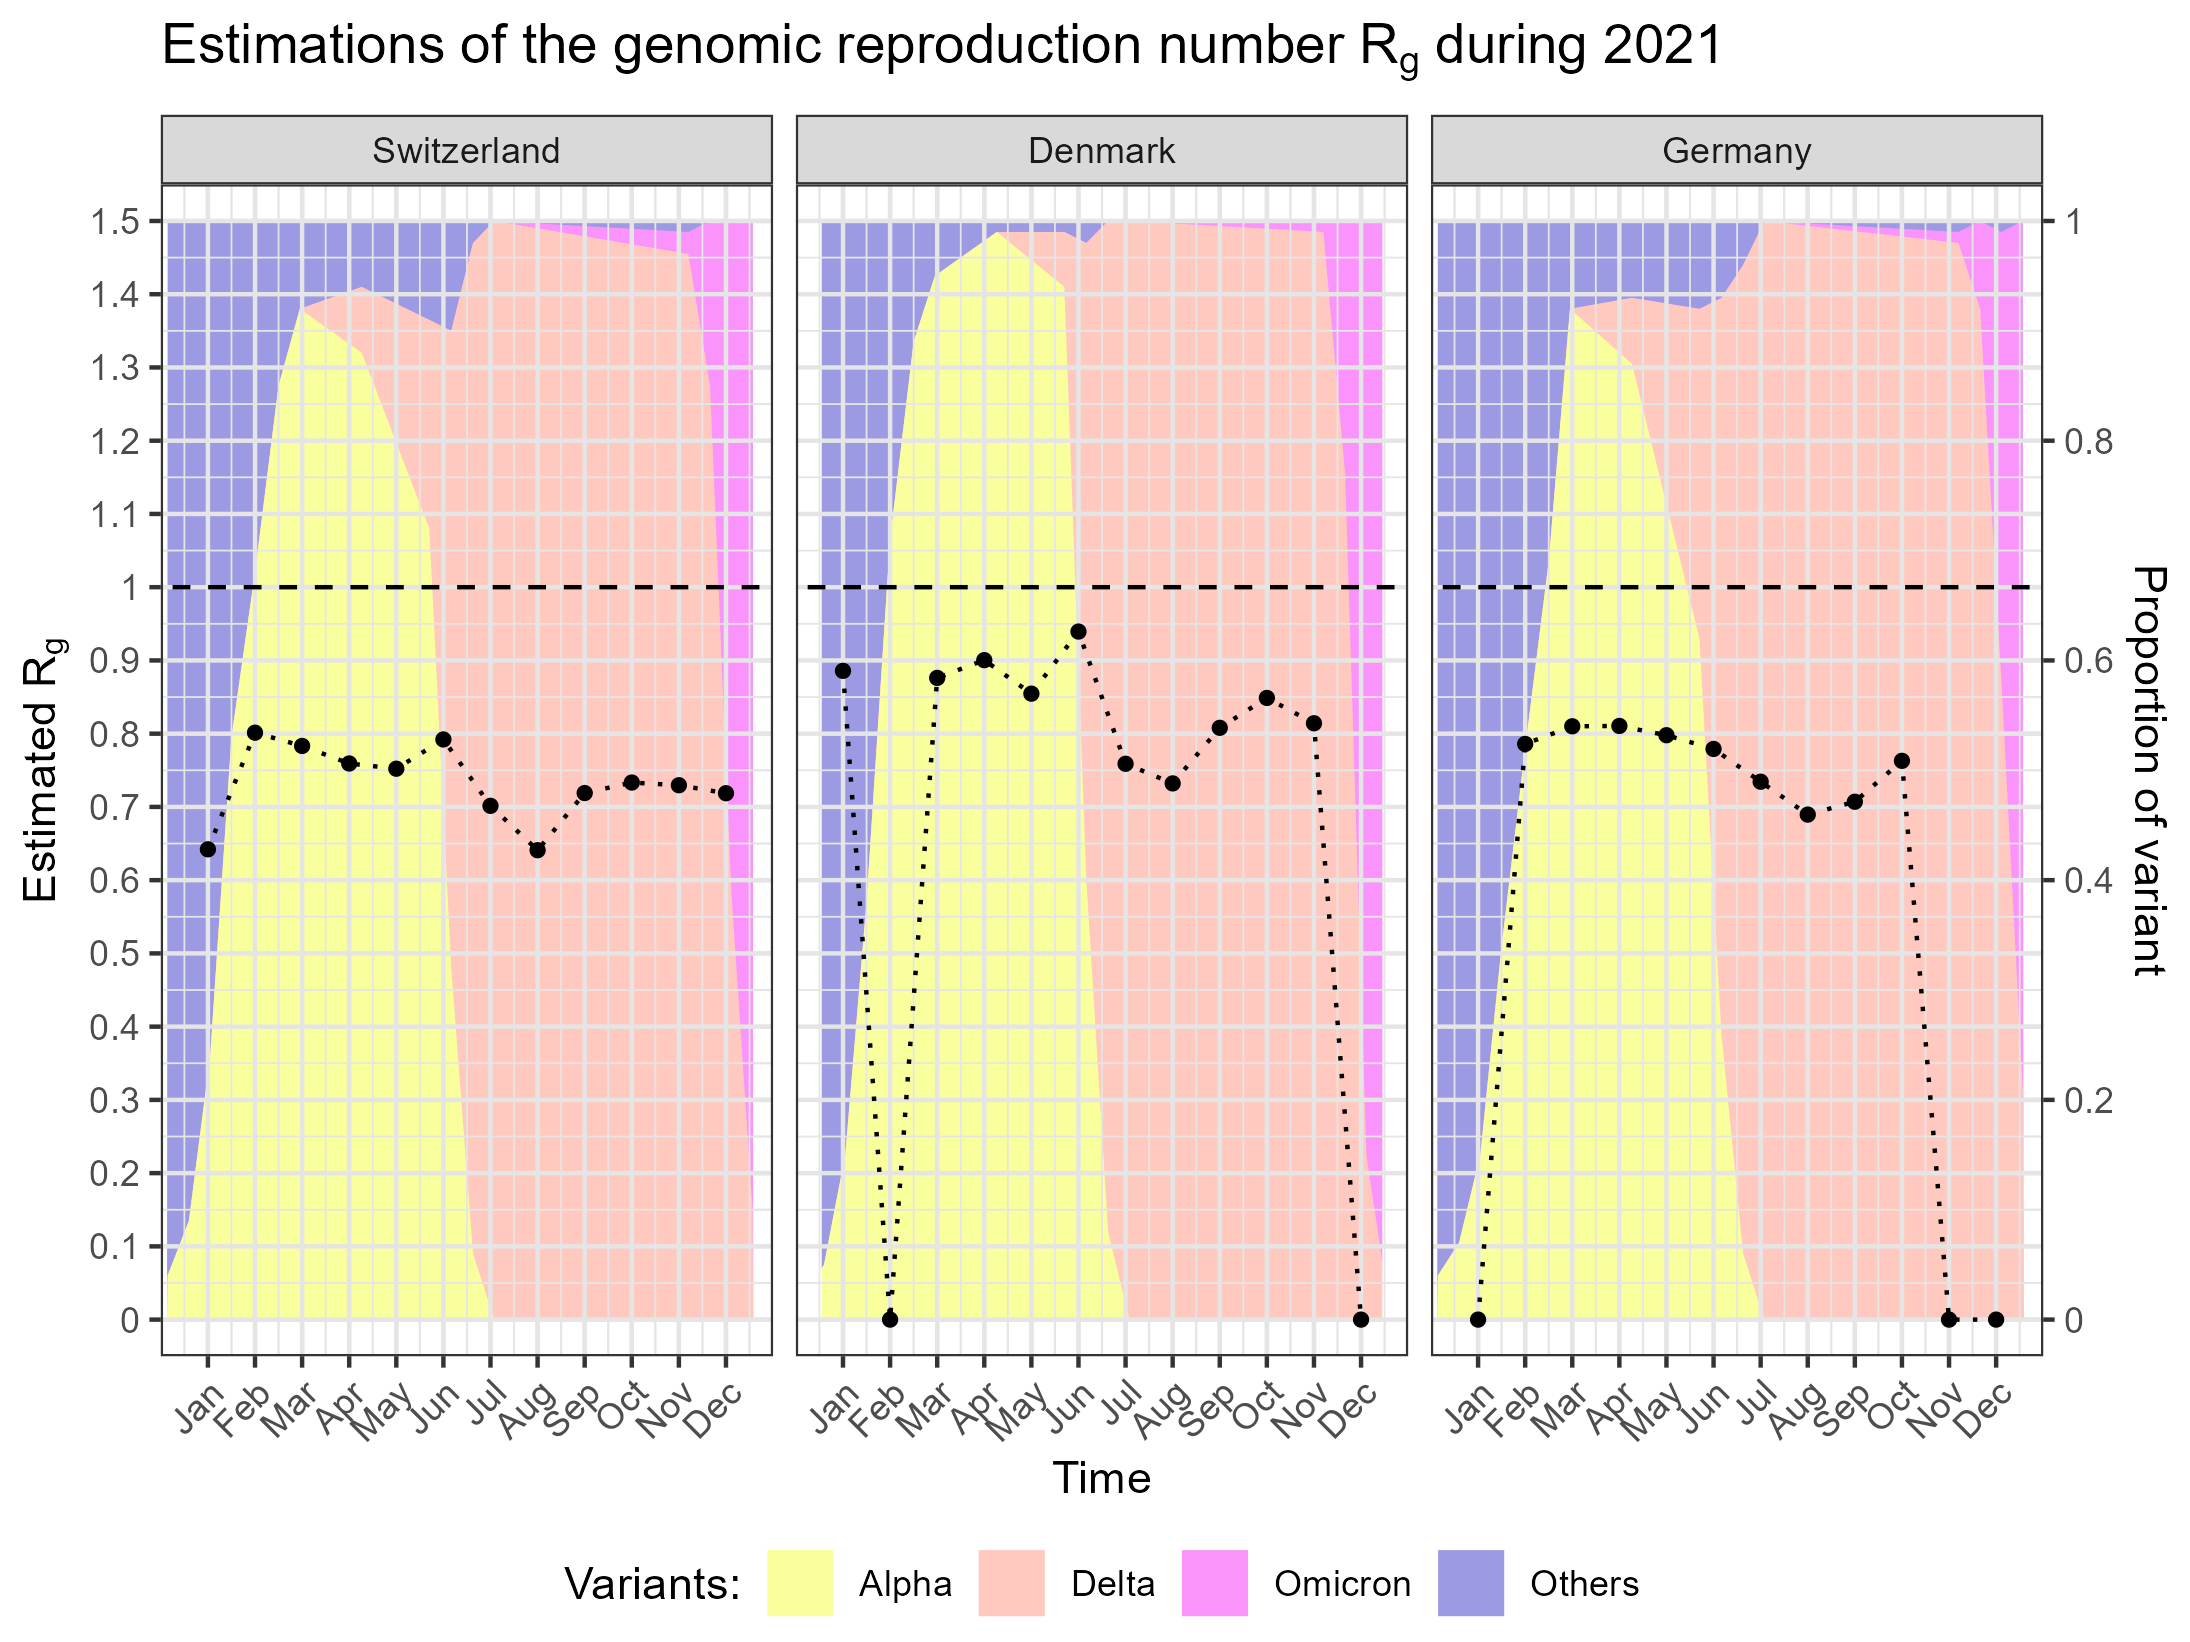 Estimations of the genomic reproduction number Rg during 2021
Switzerland Denmark Germany
Estimated Rg
1.5
1.4
1.3
1.2
1.1
1
0.9
0.8
0.7
0.6
0.5
0.4
0.3
0.2
0.1
0
1
0.8
0.6
0.4
0.2
0
Proportion of variant
Jan Feb Mar Apr May Jun Jul Aug Sep Oct Nov Dec
Jan Feb Mar Apr May Jun Jul Aug Sep Oct Nov Dec
Jan Feb Mar Apr May Jun Jul Aug Sep Oct Nov Dec
Time
Variants: Alpha Delta Omicron Others